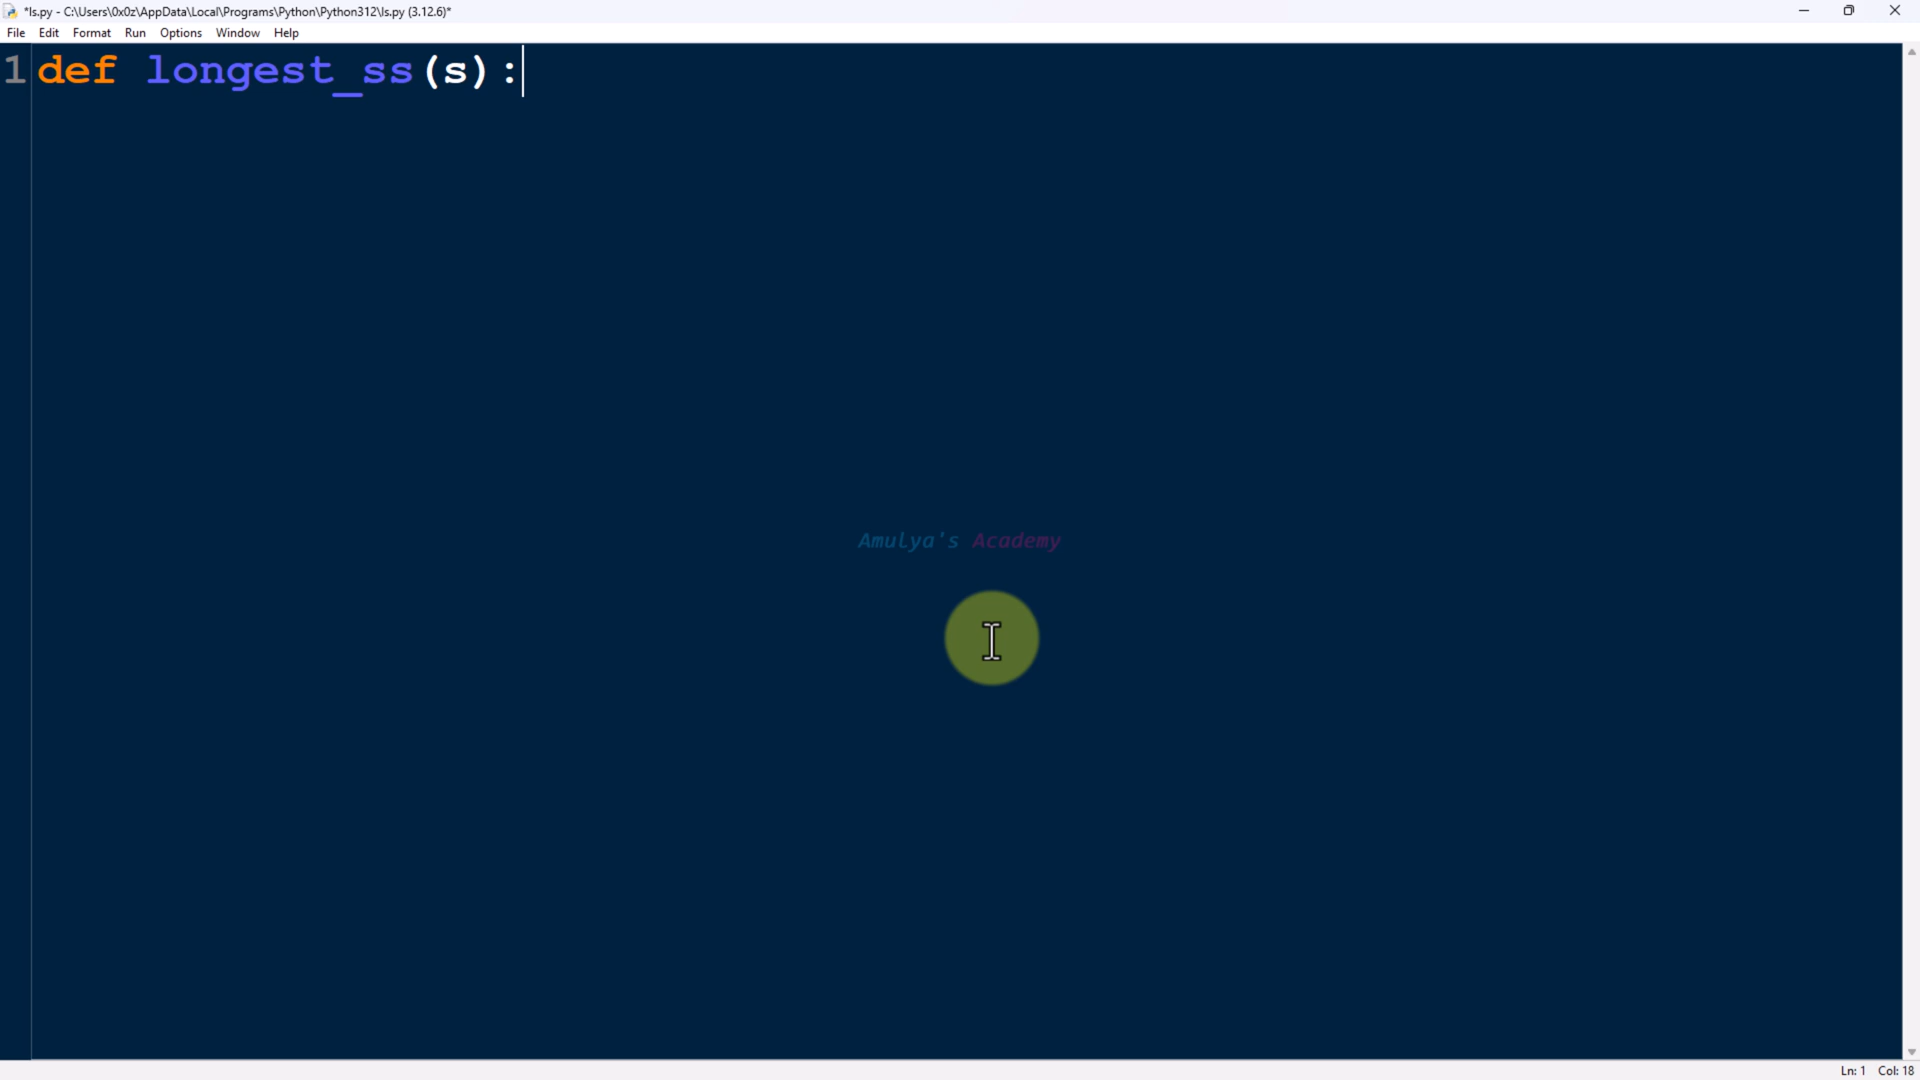 *ls.py - C:\Users\0x0z\AppData\Local\Programs\Python\Python312\ls.py (3.12.6)*
File Edit Format Run Options Window Help
1 def longest_ss(s):
Amulya's Academy
Ln: 1 Col: 18